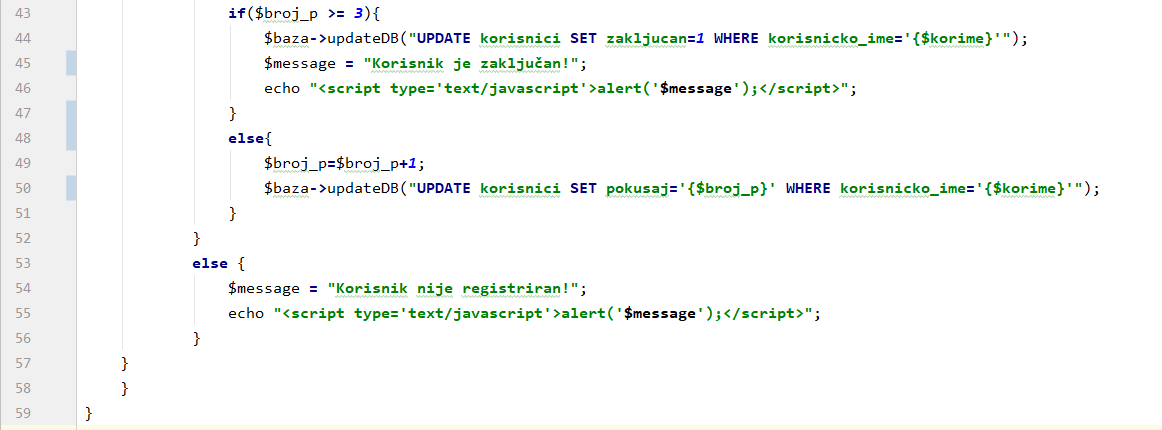 43 if($broj_p >= 3){
44 $baza->updateDB("UPDATE korisnici SET zakljucan=1 WHERE korisnicko_ime='{$korime}'");
45 $message = "Korisnik je zaključan!";
46 echo "<script type='text/javascript'>alert('$message');</script>";
47 }
48 else{
49 $broj_p=$broj_p+1;
50 $baza->updateDB("UPDATE korisnici SET pokusaj='{$broj_p}' WHERE korisnicko_ime='{$korime}'");
51 }
52 }
53 else {
54 $message = "Korisnik nije registriran!";
55 echo "<script type='text/javascript'>alert('$message');</script>";
56 }
57 }
58 }
59 }